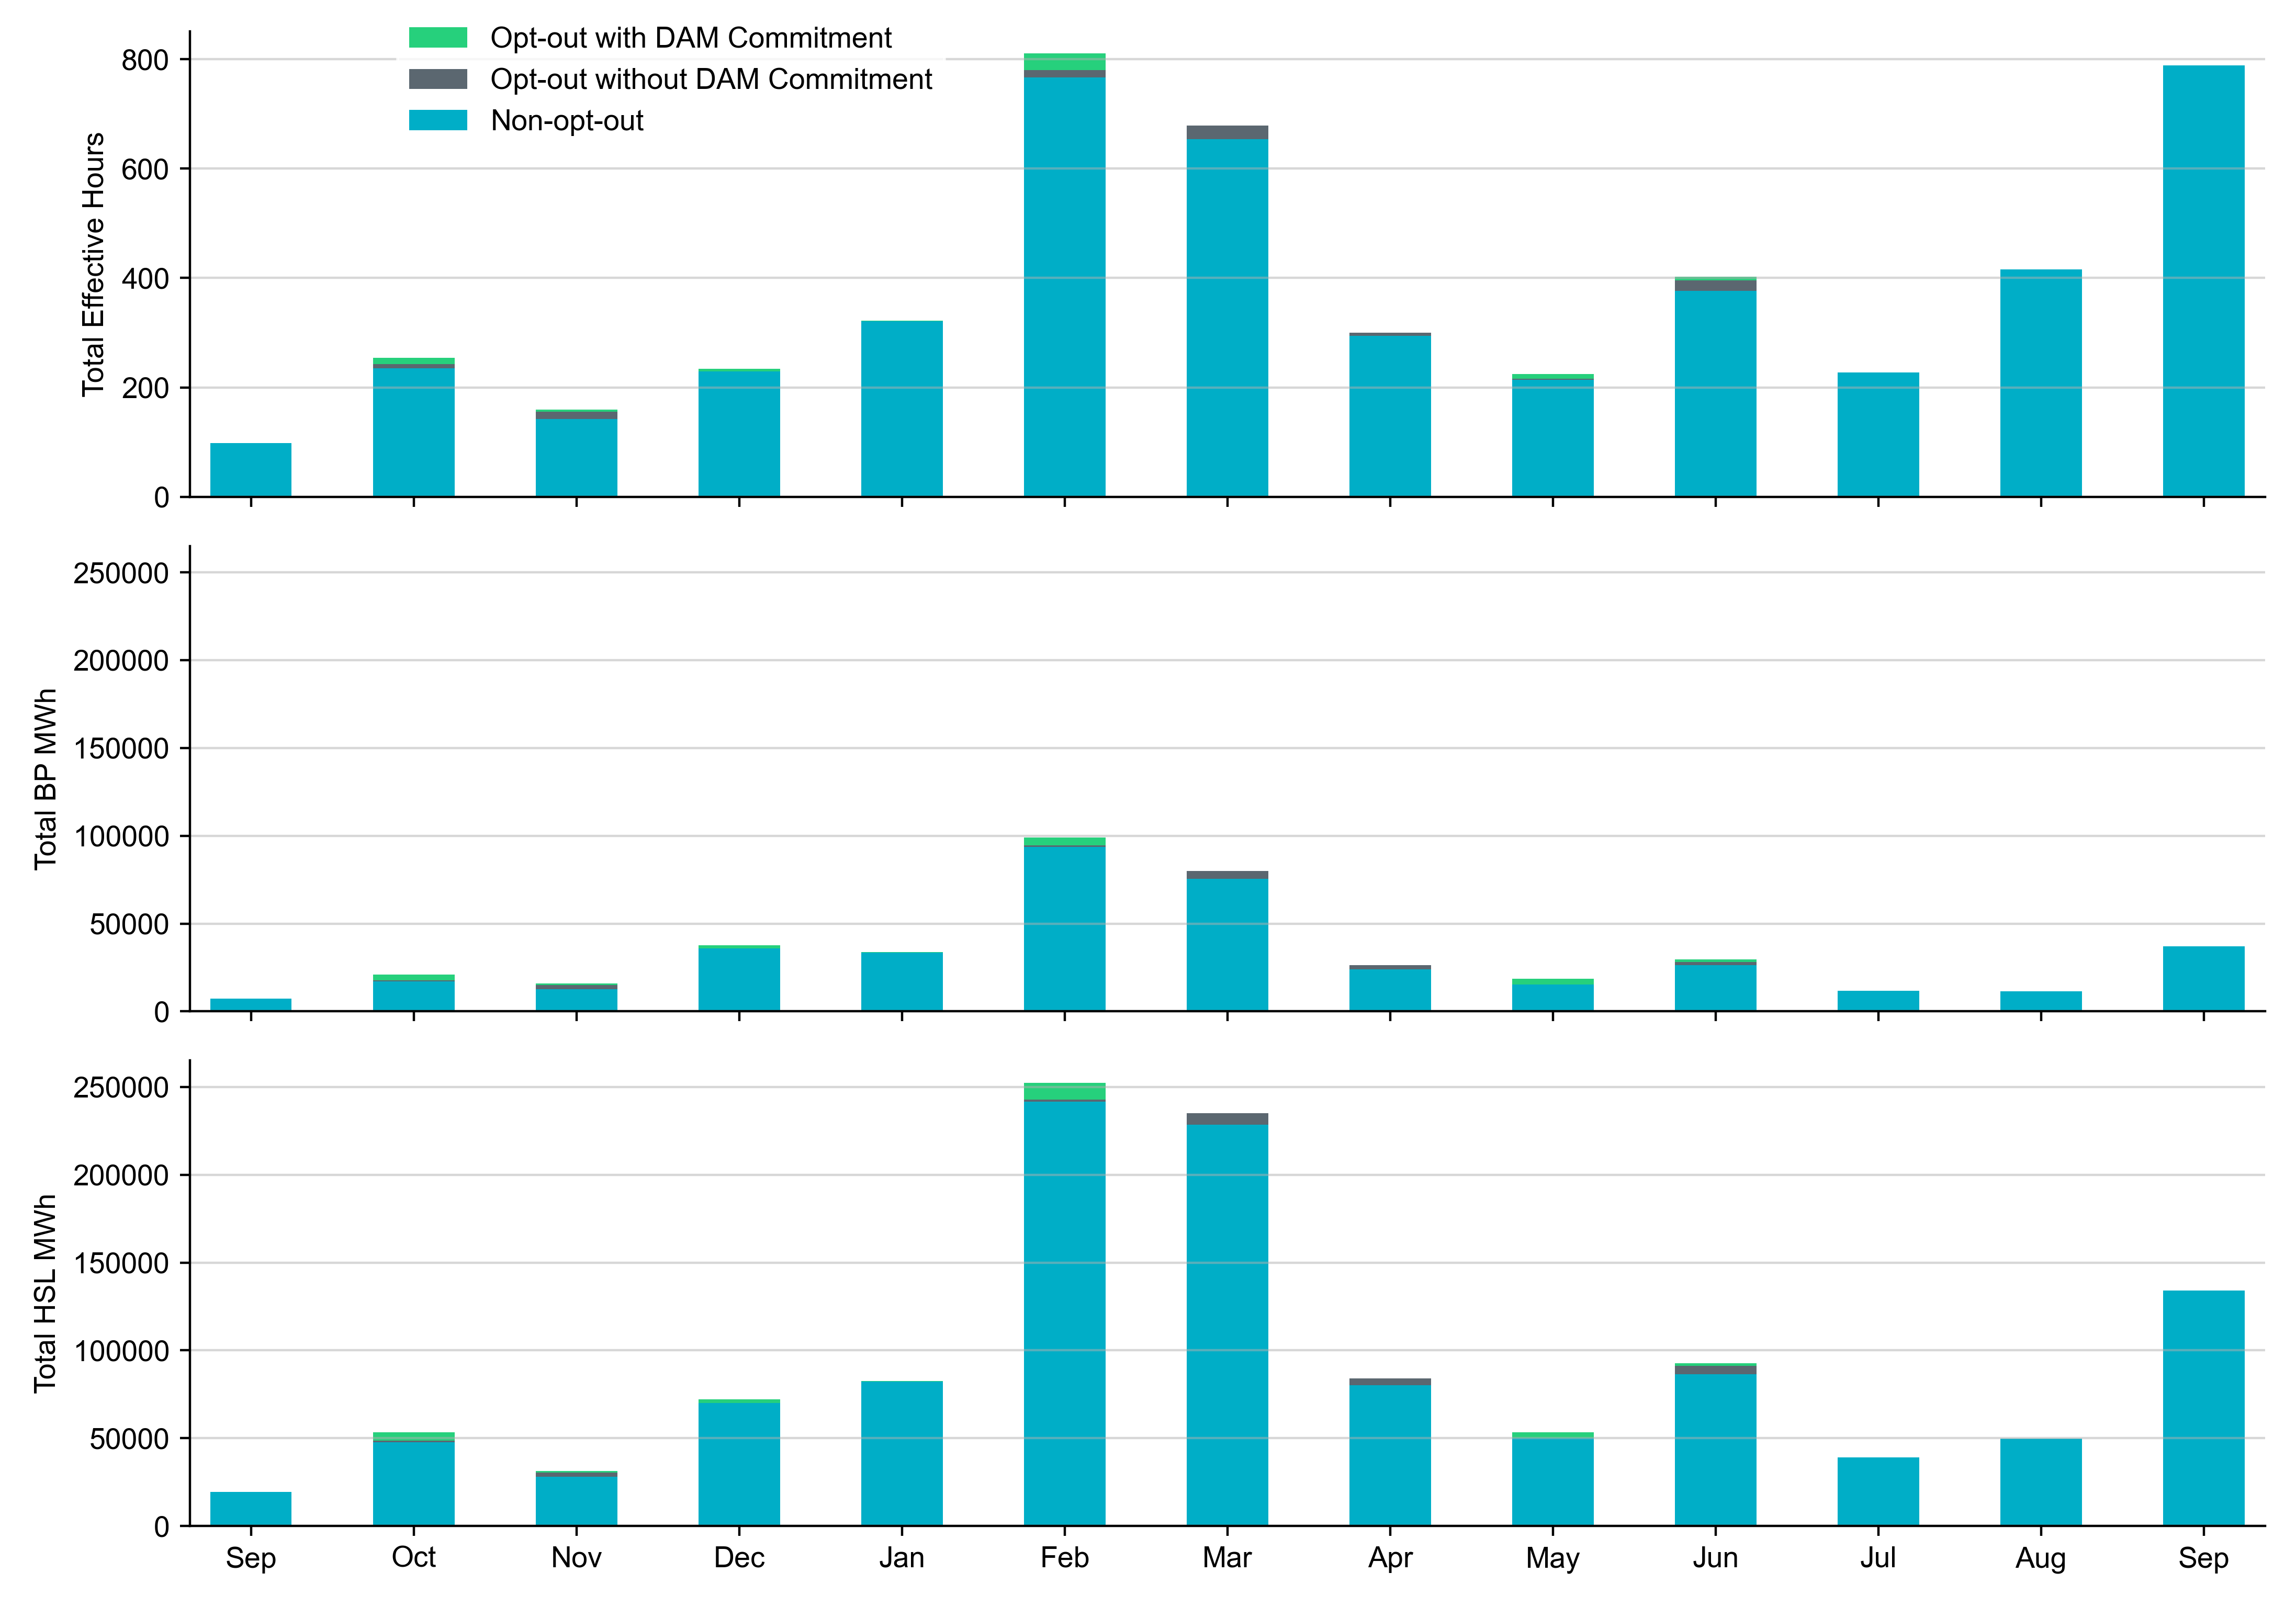 Opt-out with DAM Commitment
Opt-out without DAM Commitment
Non-opt-out
Total Effective Hours
800
600
400
200
0
Total BP MWh
250000
200000
150000
100000
50000
0
Total HSL MWh
250000
200000
150000
100000
50000
0
Sep Oct Nov Dec Jan Feb Mar Apr May Jun Jul Aug Sep